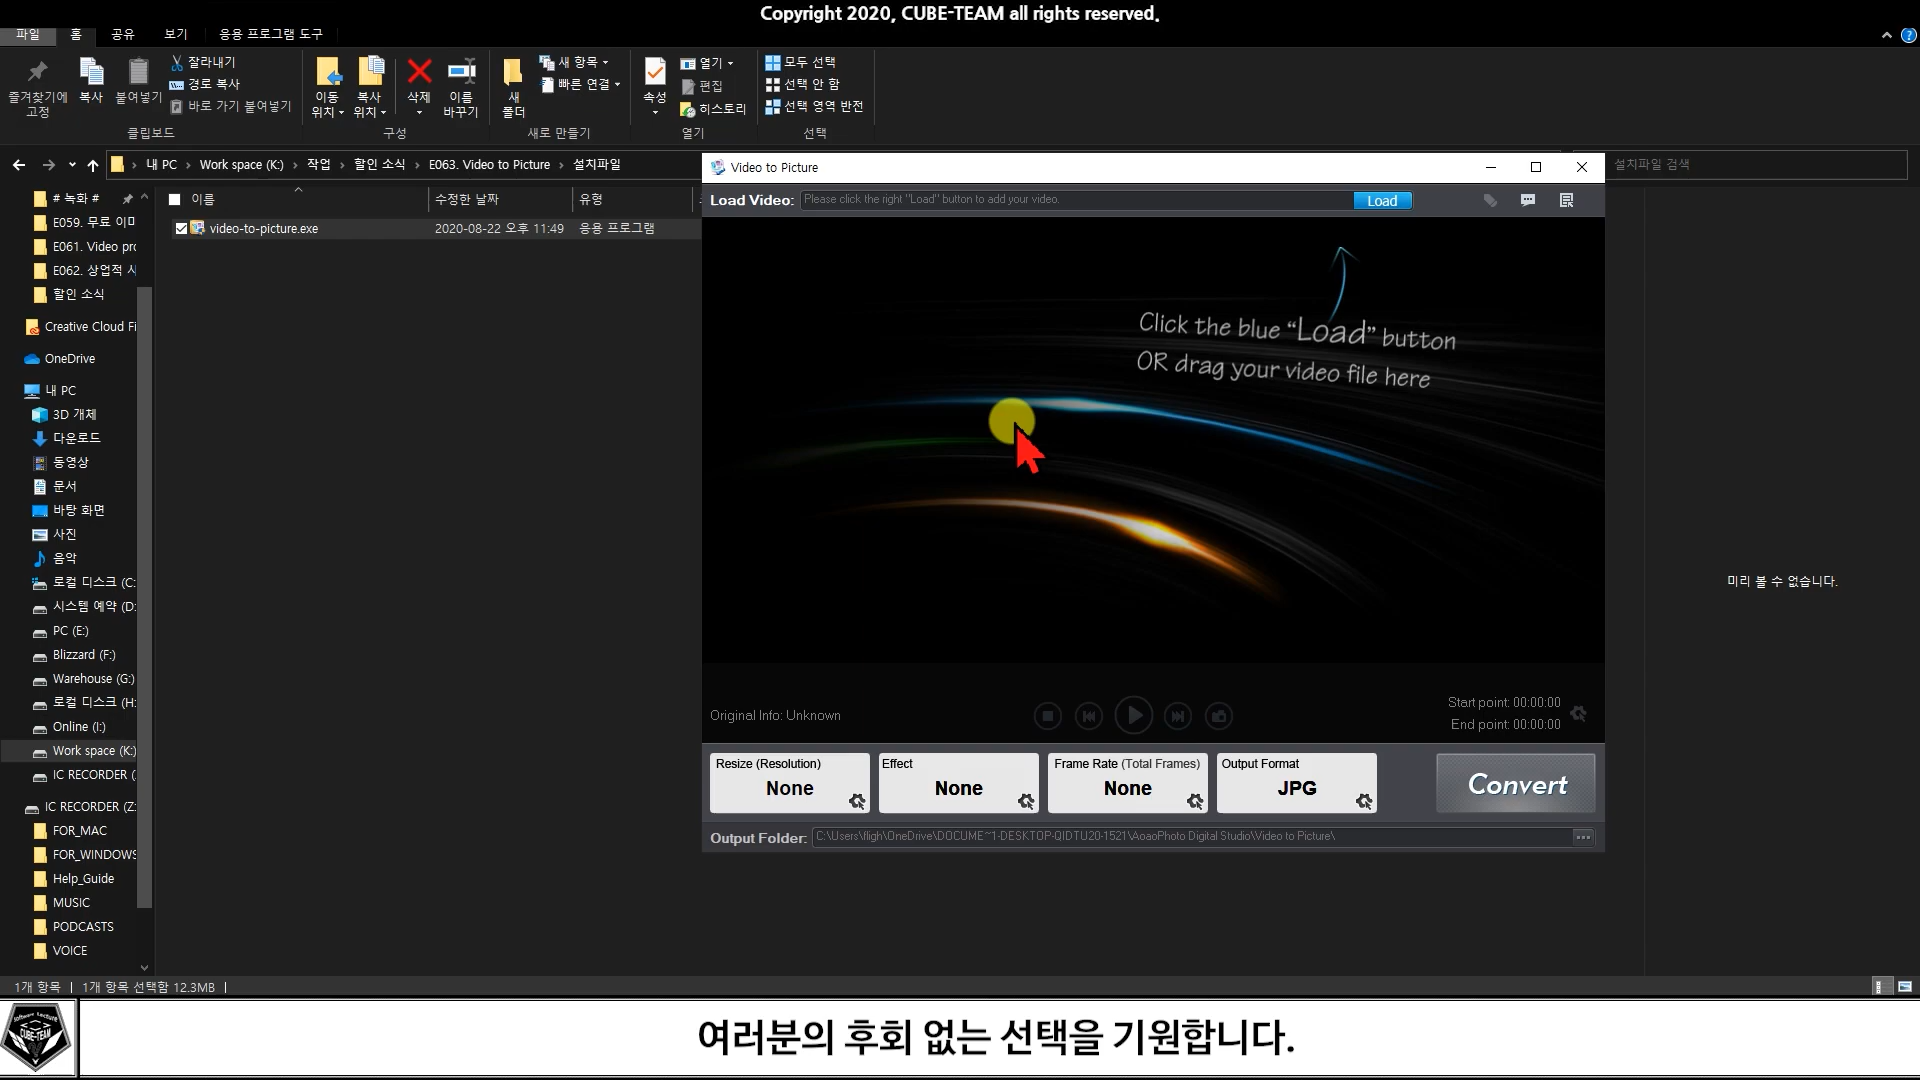 Copyright 2020, CUBE-TEAM all rights reserved.
파일 홈 공유 보기 응용 프로그램 도구
즐겨찾기에 고정
복사
붙여넣기
잘라내기
경로 복사
바로 가기 붙여넣기
클립보드
이동 위치
복사 위치
삭제
이름 바꾸기
구성
새 폴더
새 항목
빠른 연결
새로 만들기
속성
열기
편집
히스토리
열기
모두 선택
선택 안 함
선택 영역 반전
선택
내 PC › Work space (K:) › 작업 › 할인 소식 › E063. Video to Picture › 설치파일
설치파일 검색
# 녹화 #
E059. 무료 이미
E061. Video pro
E062. 상업적 사
할인 소식
Creative Cloud Fi
OneDrive
내 PC
3D 개체
다운로드
동영상
문서
바탕 화면
사진
음악
로컬 디스크 (C:
시스템 예약 (D:
PC (E:)
Blizzard (F:)
Warehouse (G:)
로컬 디스크 (H:
Online (I:)
Work space (K:)
IC RECORDER (
IC RECORDER (Z:
FOR_MAC
FOR_WINDOWS
Help_Guide
MUSIC
PODCASTS
VOICE
이름 수정한 날짜 유형
video-to-picture.exe 2020-08-22 오후 11:49 응용 프로그램
Video to Picture
Load Video: Please click the right "Load" button to add your video. Load
Click the blue “Load” button
OR drag your video file here
Original Info: Unknown
Start point: 00:00:00
End point: 00:00:00
Resize (Resolution)
None
Effect
None
Frame Rate (Total Frames)
None
Output Format
JPG
Convert
Output Folder: C:\Users\fligh\OneDrive\DOCUME~1-DESKTOP-QIDTU20-1521\AoaoPhoto Digital Studio\Video to Picture\
미리 볼 수 없습니다.
1개 항목 | 1개 항목 선택함 12.3MB |
Software Lecture
CUBE-TEAM
여러분의 후회 없는 선택을 기원합니다.